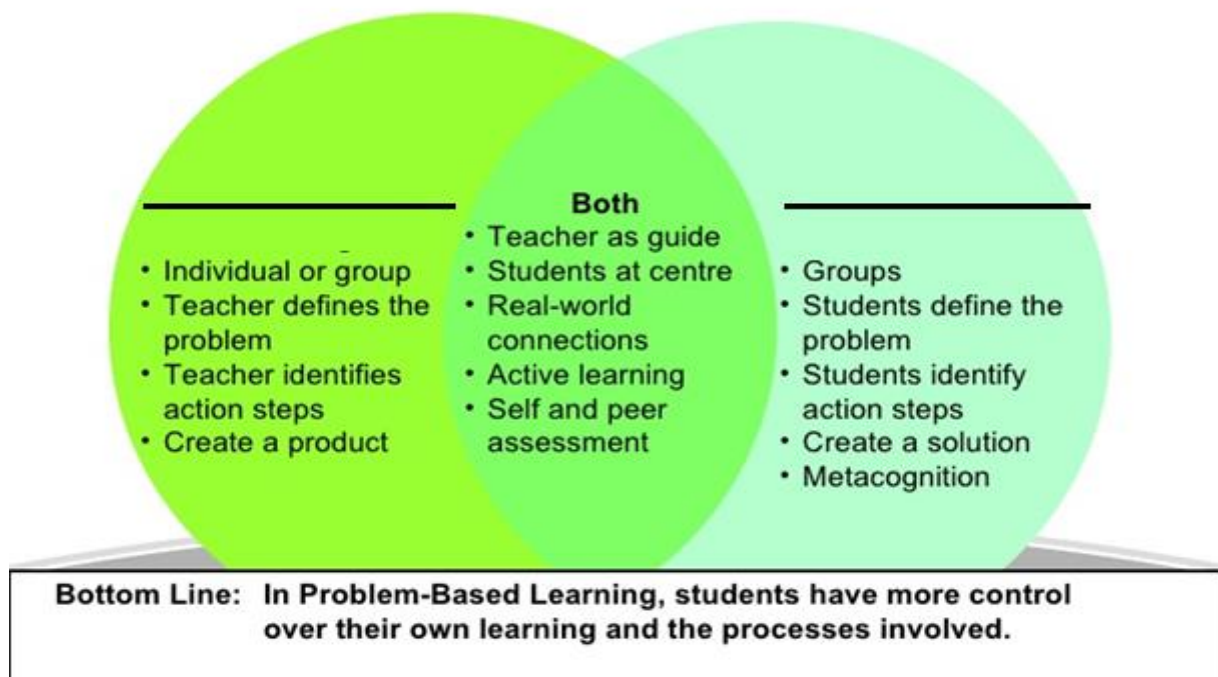 • Individual or group
• Teacher defines the
problem
• Teacher identifies
action steps
• Create a product
Both
• Teacher as guide
• Students at centre
• Real-world
connections
• Active learning
• Self and peer
assessment
• Groups
• Students define the
problem
• Students identify
action steps
• Create a solution
• Metacognition
Bottom Line: In Problem-Based Learning, students have more control
over their own learning and the processes involved.